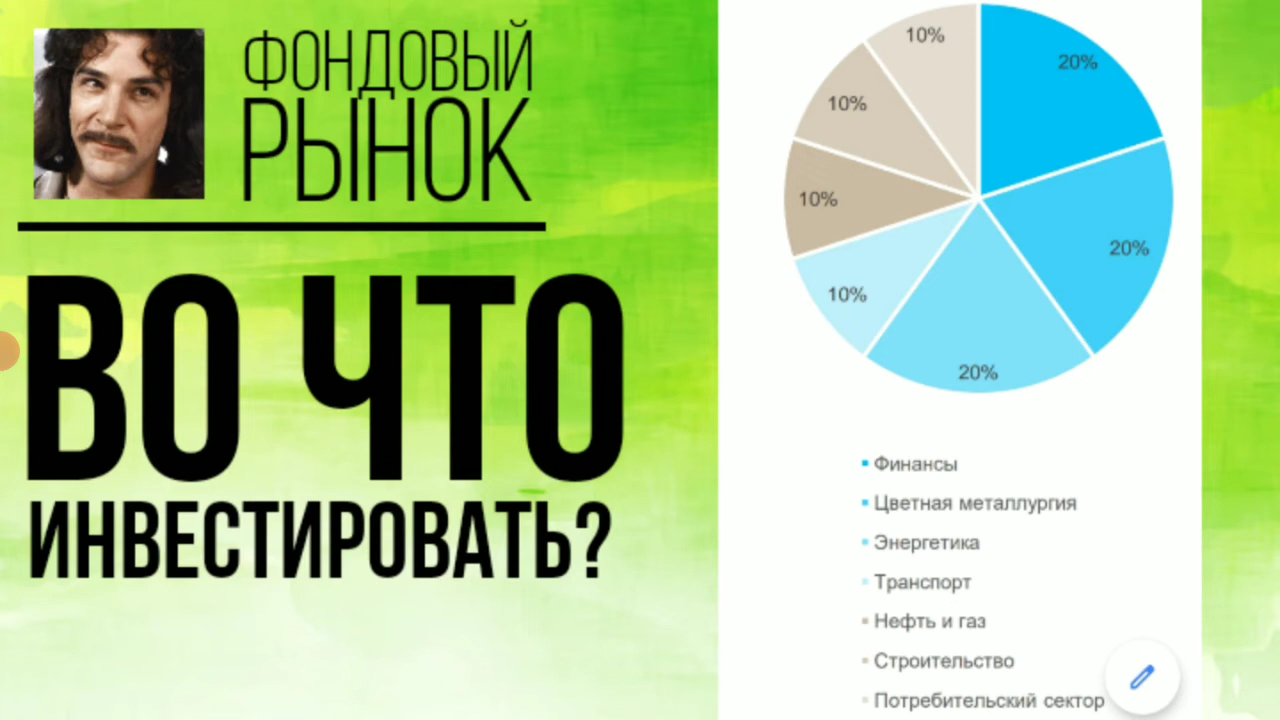 ФОНДОВЫЙ
РЫНОК
ВО ЧТО
ИНВЕСТИРОВАТЬ?
10%
20%
10%
10%
20%
10%
20%
Финансы
Цветная металлургия
Энергетика
Транспорт
Нефть и газ
Строительство
Потребительский сектор